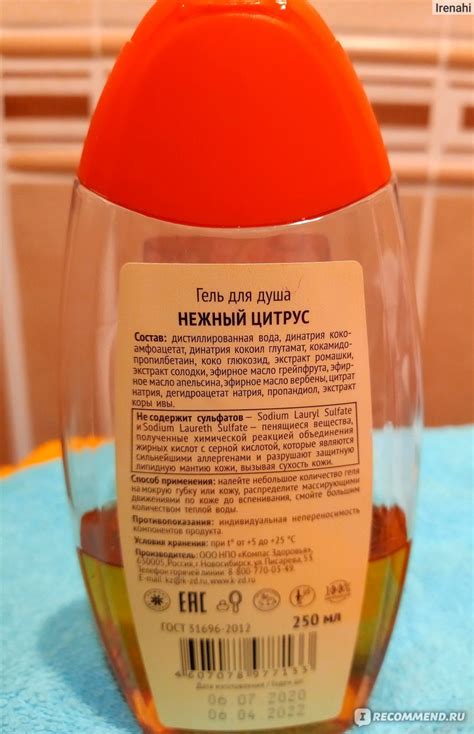 Irenahi
Гель для душа
НЕЖНЫЙ ЦИТРУС
Состав: дистиллированная вода, динатрия коко-
амфоацетат, динатрия кокоил глутамат, кокамидо-
пропилбетаин, коко глюкозид, экстракт ромашки,
экстракт солодки, эфирное масло грейпфрута, эфир-
ное масло апельсина, эфирное масло вербены, цитрат
натрия, дегидроацетат натрия, пропандиол, экстракт
коры ивы.
Не содержит сульфатов — Sodium Lauryl Sulfate
и Sodium Laureth Sulfate — пенящиеся вещества,
полученные химической реакцией объединения
жирных кислот с серной кислотой, которые являются
сильнейшими аллергенами и разрушают защитную
липидную мантию кожи, вызывая сухость кожи.
Способ применения: налейте небольшое количество геля
на мокрую губку или кожу, распределите массирующими
движениями по коже до вспенивания, смойте большим
количеством теплой воды.
Противопоказания: индивидуальная непереносимость
компонентов продукта.
Условия хранения: при t° от +5 до +25 °C
Производитель: ООО НПО «Компас Здоровья»,
630005, Россия, г Новосибирск, ул. Писарева, 53
Телефон горячей линии 8 800-770-03-49.
E-mail: kz@k-zd.ru, www.k-zd.ru
EAC
100%
ГОСТ 31696-2012
250 мл
4607078977133
Дата изготовления / Годен до
06 07 2020
06 04 2022
I RECOMMEND.RU